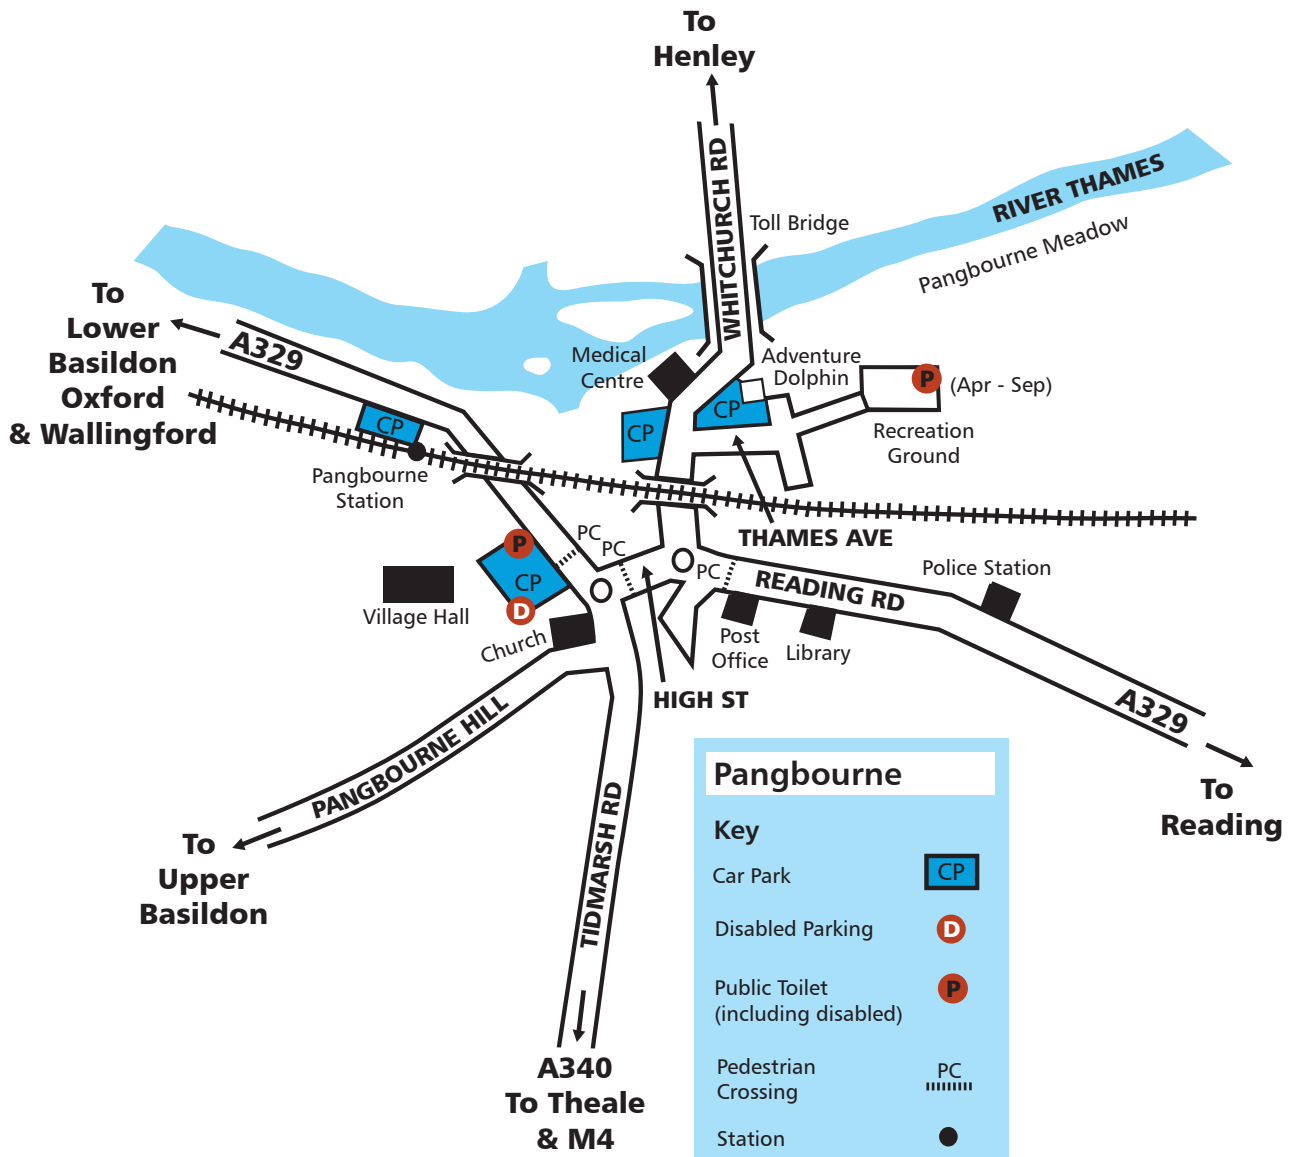 To
Henley
WHITCHURCH RD
RIVER THAMES
Toll Bridge
Pangbourne Meadow
To
Lower
Basildon
Oxford
& Wallingford
A329
Medical
Centre
Adventure
Dolphin
P
(Apr - Sep)
CP
CP
CP
Recreation
Ground
Pangbourne
Station
THAMES AVE
PC
PC
PC
P
CP
D
READING RD
Police Station
Village Hall
Church
Post
Office
Library
HIGH ST
A329
To
Reading
PANGBOURNE HILL
To
Upper
Basildon
TIDMARSH RD
A340
To Theale
& M4
Pangbourne
Key
Car Park
CP
Disabled Parking
D
Public Toilet
(including disabled)
P
Pedestrian
Crossing
PC
Station